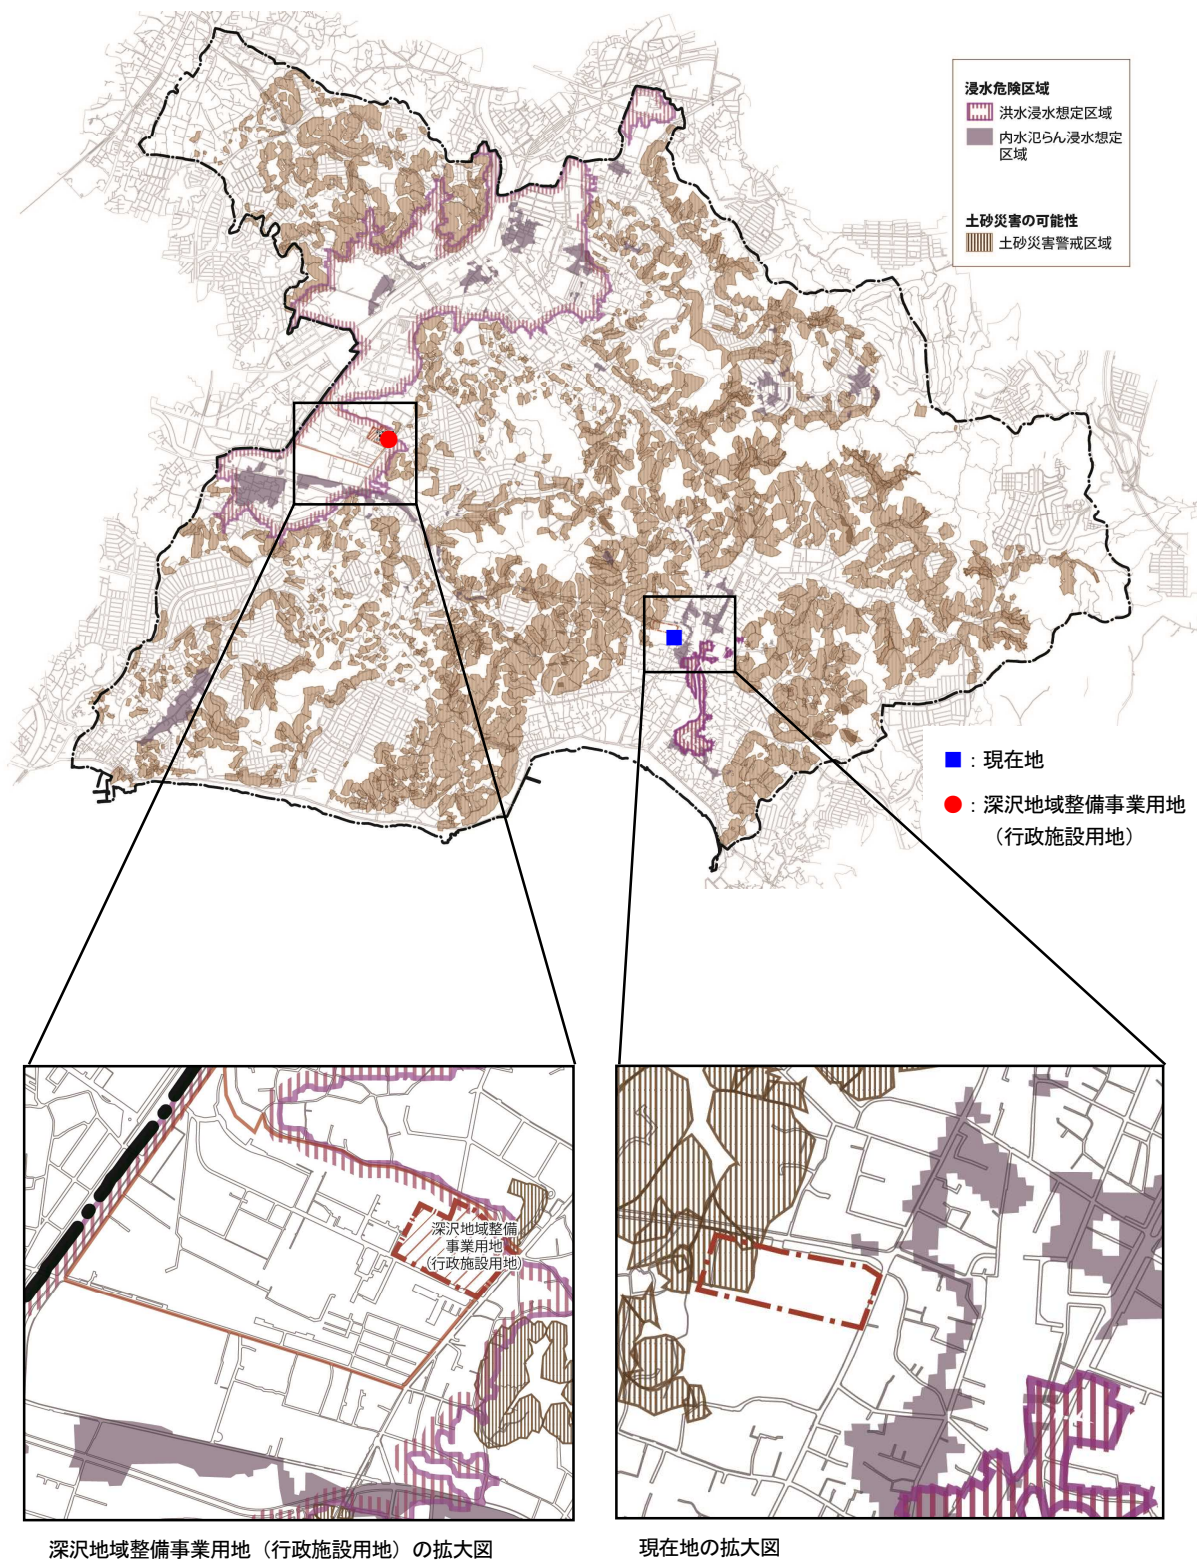 浸水危険区域
洪水浸水想定区域
内水氾らん浸水想定
区域
土砂災害の可能性
土砂災害警戒区域
：現在地
：深沢地域整備事業用地
（行政施設用地）
深沢地域整備
事業用地
（行政施設用地）
深沢地域整備事業用地（行政施設用地）の拡大図
現在地の拡大図